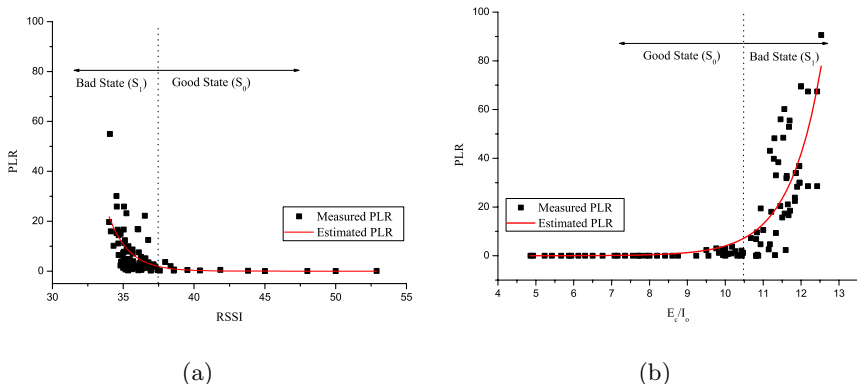 100
80
60
40
20
0
PLR
Bad State (S₁)
Good State (S₀)
Measured PLR
Estimated PLR
30 35 40 45 50 55
RSSI
(a)
100
80
60
40
20
0
PLR
Good State (S₀)
Bad State (S₁)
Measured PLR
Estimated PLR
4 5 6 7 8 9 10 11 12 13
E_c/I_o
(b)